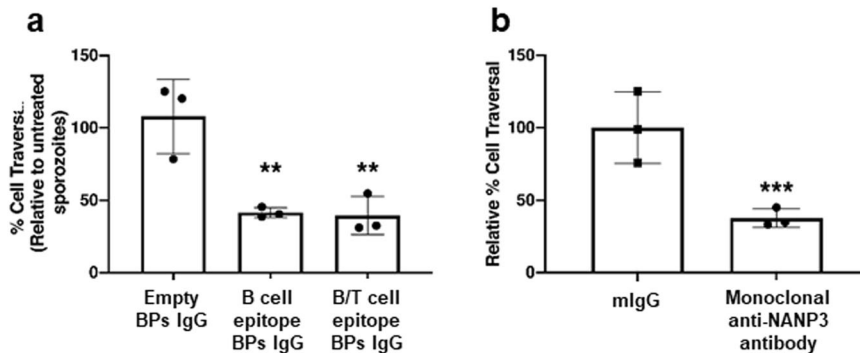 a
% Cell Travers..
(Relative to untreated
sporozoites)
150
100
50
0
**
**
Empty
BPs IgG
B cell
epitope
BPs IgG
B/T cell
epitope
BPs IgG
b
Relative % Cell Traversal
150
100
50
0
***
mIgG
Monoclonal
anti-NANP3
antibody